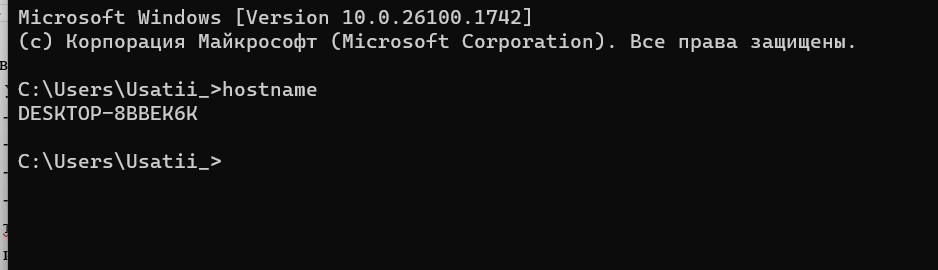 Microsoft Windows [Version 10.0.26100.1742]
(c) Корпорация Майкрософт (Microsoft Corporation). Все права защищены.
C:\Users\Usatii_>hostname
DESKTOP-8BBEK6K
C:\Users\Usatii_>